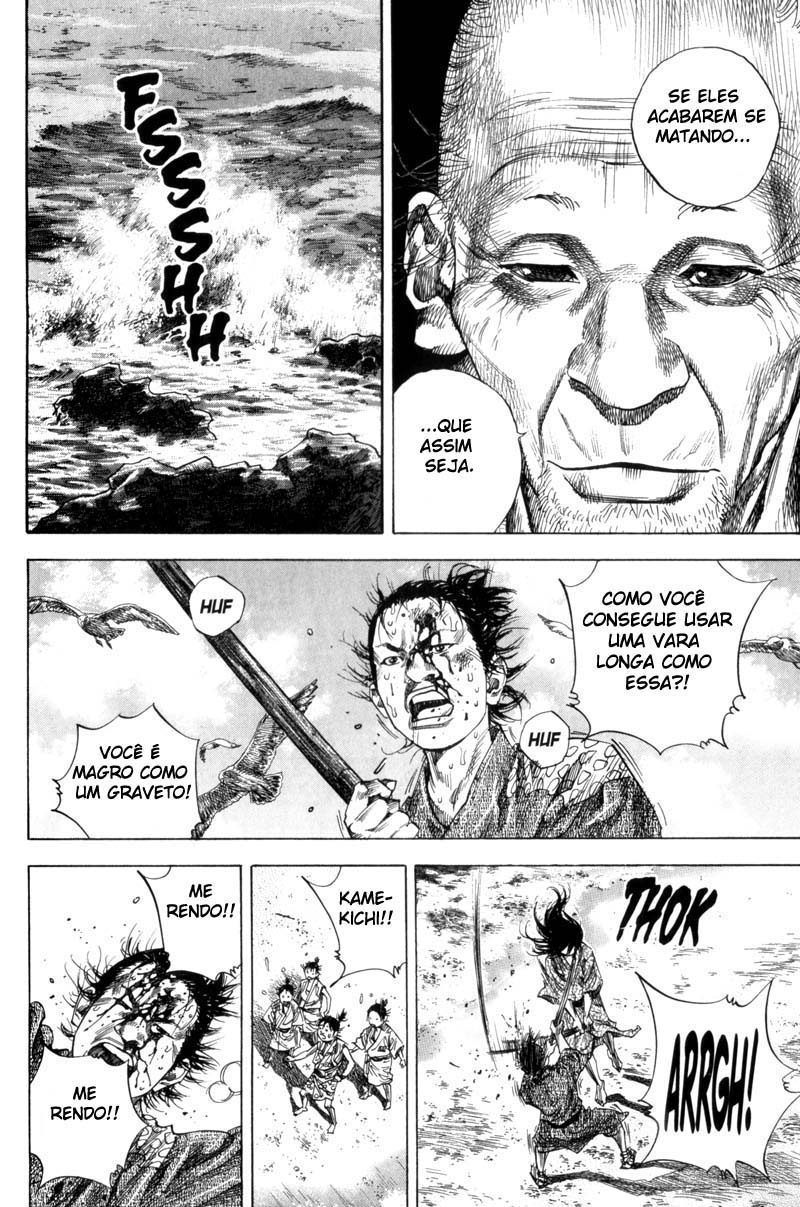 SE ELES
ACABAREM SE
MATANDO...
...QUE
ASSIM
SEJA.
FSSSSHH
COMO VOCÊ
CONSEGUE USAR
UMA VARA
LONGA COMO
ESSA?!
HUF
HUF
VOCÊ É
MAGRO COMO
UM GRAVETO!
THOK
ARRGH!
KAME-
KICHI!!
ME
RENDO!!
ME
RENDO!!